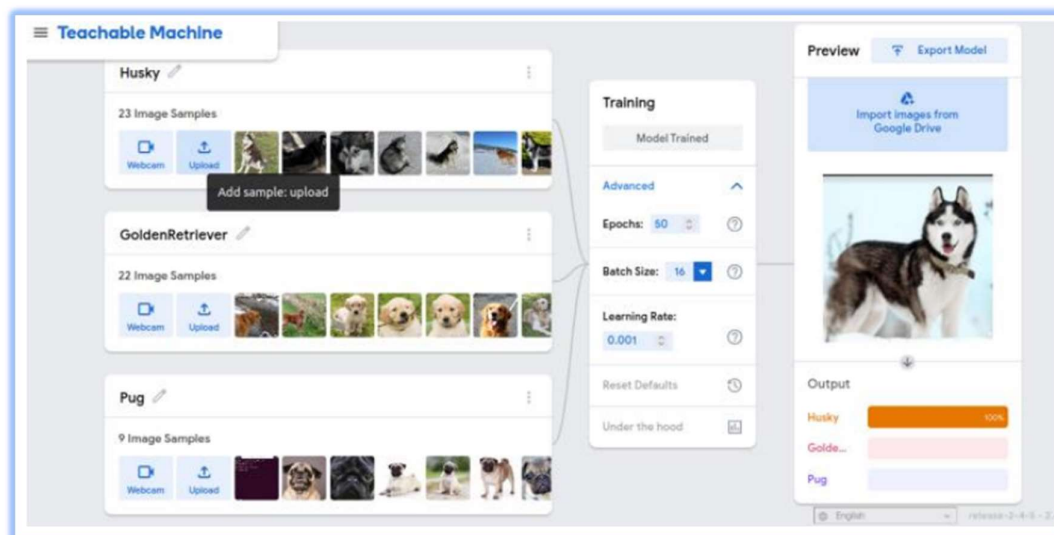 Teachable Machine
Husky
23 Image Samples
Webcam
Upload
Add sample: upload
GoldenRetriever
22 Image Samples
Webcam
Upload
Pug
9 Image Samples
Webcam
Upload
Training
Model Trained
Advanced
Epochs: 50
Batch Size: 16
Learning Rate:
0.001
Reset Defaults
Under the hood
Preview
Export Model
Import images from
Google Drive
Output
Husky
100%
Golde...
Pug
English